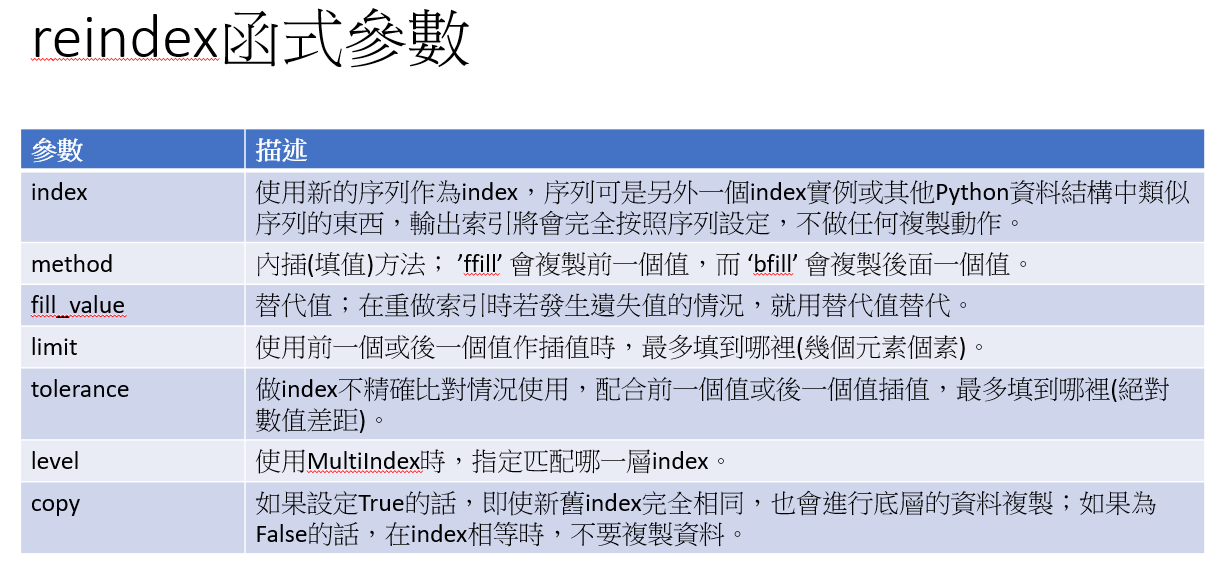 reindex函式參數
參數 描述
index 使用新的序列作為index，序列可是另外一個index實例或其他Python資料結構中類似
序列的東西，輸出索引將會完全按照序列設定，不做任何複製動作。
method 內插(填值)方法； ’ffill’ 會複製前一個值，而 ‘bfill’ 會複製後面一個值。
fill_value 替代值；在重做索引時若發生遺失值的情況，就用替代值替代。
limit 使用前一個或後一個值作插值時，最多填到哪裡(幾個元素個素)。
tolerance 做index不精確比對情況使用，配合前一個值或後一個值插值，最多填到哪裡(絕對
數值差距)。
level 使用MultiIndex時，指定匹配哪一層index。
copy 如果設定True的話，即使新舊index完全相同，也會進行底層的資料複製；如果為
False的話，在index相等時，不要複製資料。